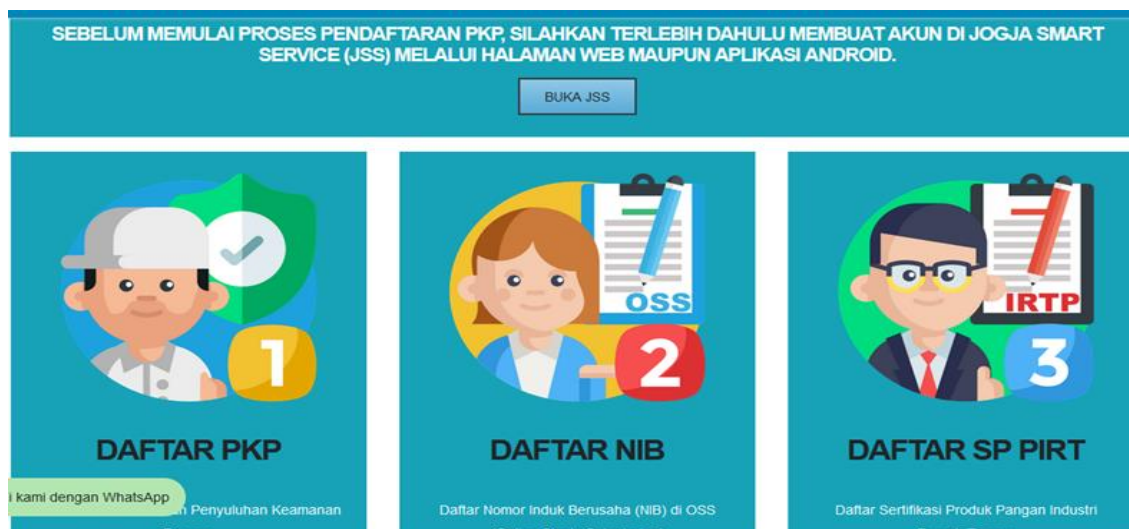 SEBELUM MEMULAI PROSES PENDAFTARAN PKP, SILAHKAN TERLEBIH DAHULU MEMBUAT AKUN DI JOGJA SMART
SERVICE (JSS) MELALUI HALAMAN WEB MAUPUN APLIKASI ANDROID.
BUKA JSS
1
DAFTAR PKP
Penyuluhan Keamanan
OSS
2
DAFTAR NIB
Daftar Nomor Induk Berusaha (NIB) di OSS
IRTP
3
DAFTAR SP PIRT
Daftar Sertifikasi Produk Pangan Industri
i kami dengan WhatsApp